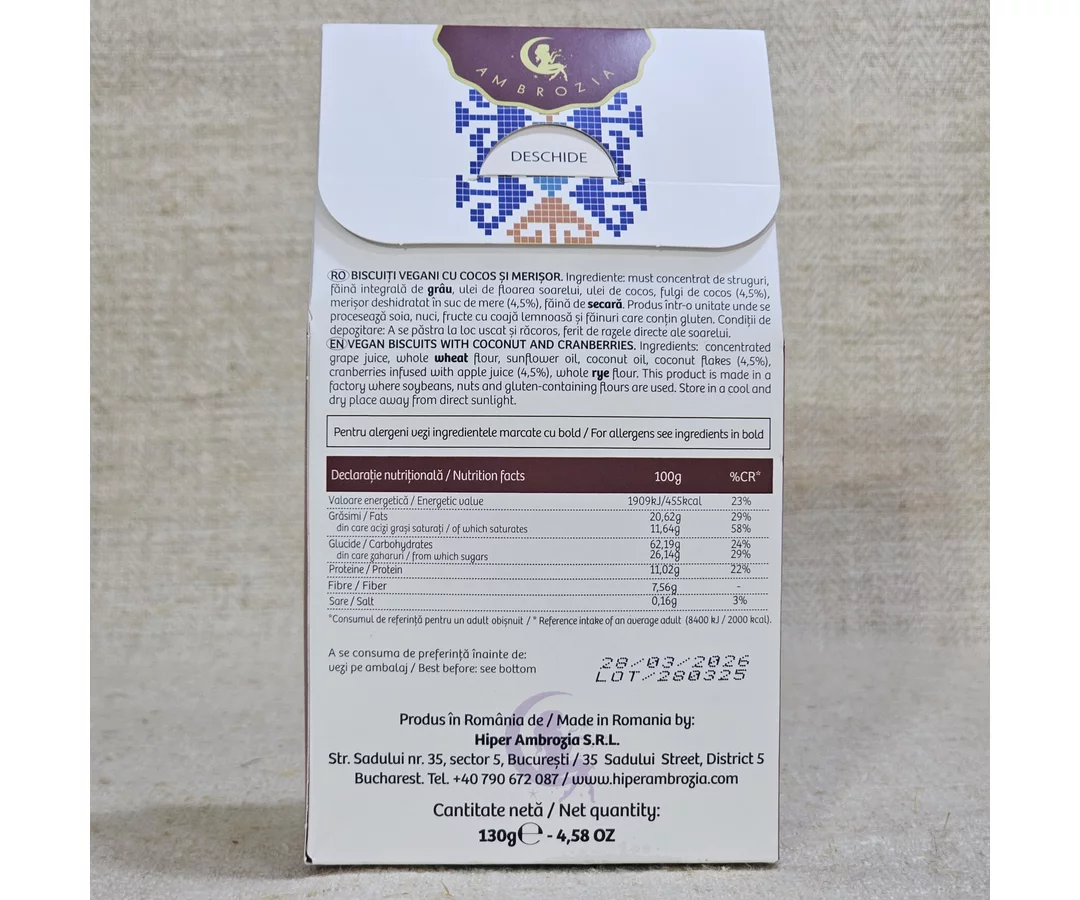 AMBROZIA
DESCHIDE
RO BISCUIȚI VEGANI CU COCOS ȘI MERIȘOR. Ingrediente: must concentrat de struguri,
făină integrală de grâu, ulei de floarea soarelui, ulei de cocos, fulgi de cocos (4,5%),
merișor deshidratat în suc de mere (4,5%), făină de secară. Produs într-o unitate unde se
procesează soia, nuci, fructe cu coajă lemnoasă și făinuri care conțin gluten. Condiții de
depozitare: A se păstra la loc uscat și răcoros, ferit de razele directe ale soarelui.
EN VEGAN BISCUITS WITH COCONUT AND CRANBERRIES. Ingredients: concentrated
grape juice, whole wheat flour, sunflower oil, coconut oil, coconut flakes (4,5%),
cranberries infused with apple juice (4,5%), whole rye flour. This product is made in a
factory where soybeans, nuts and gluten-containing flours are used. Store in a cool and
dry place away from direct sunlight.
Pentru alergeni vezi ingredientele marcate cu bold / For allergens see ingredients in bold
Declarație nutrițională / Nutrition facts 100g %CR*
Valoare energetică / Energetic value 1909kJ/455kcal 23%
Grăsimi / Fats 20,62g 29%
din care acizi grași saturați / of which saturates 11,64g 58%
Glucide / Carbohydrates 62,19g 24%
din care zaharuri / from which sugars 26,14g 29%
Proteine / Protein 11,02g 22%
Fibre / Fiber 7,56g -
Sare / Salt 0,16g 3%
*Consumul de referință pentru un adult obișnuit / * Reference intake of an average adult (8400 kJ / 2000 kcal).
A se consuma de preferință înainte de:
vezi pe ambalaj / Best before: see bottom
28/03/2026
LOT/280325
Produs în România de / Made in Romania by:
Hiper Ambrozia S.R.L.
Str. Sadului nr. 35, sector 5, București / 35 Sadului Street, District 5
Bucharest. Tel. +40 790 672 087 / www.hiperambrozia.com
Cantitate netă / Net quantity:
130g℮ - 4,58 OZ